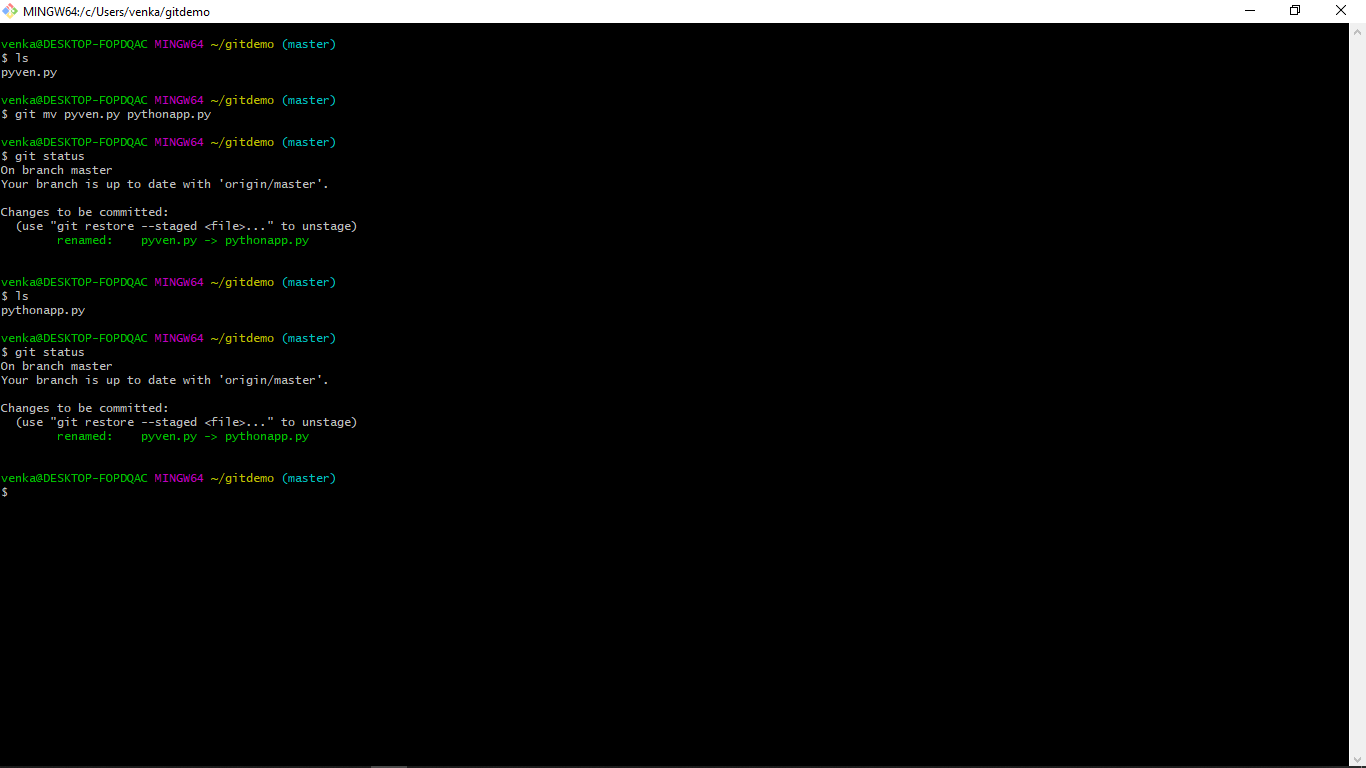 MINGW64:/c/Users/venka/gitdemo
venka@DESKTOP-FOPDQAC MINGW64 ~/gitdemo (master)
$ ls
pyven.py
venka@DESKTOP-FOPDQAC MINGW64 ~/gitdemo (master)
$ git mv pyven.py pythonapp.py
venka@DESKTOP-FOPDQAC MINGW64 ~/gitdemo (master)
$ git status
On branch master
Your branch is up to date with 'origin/master'.
Changes to be committed:
  (use "git restore --staged <file>..." to unstage)
        renamed:    pyven.py -> pythonapp.py
venka@DESKTOP-FOPDQAC MINGW64 ~/gitdemo (master)
$ ls
pythonapp.py
venka@DESKTOP-FOPDQAC MINGW64 ~/gitdemo (master)
$ git status
On branch master
Your branch is up to date with 'origin/master'.
Changes to be committed:
  (use "git restore --staged <file>..." to unstage)
        renamed:    pyven.py -> pythonapp.py
venka@DESKTOP-FOPDQAC MINGW64 ~/gitdemo (master)
$